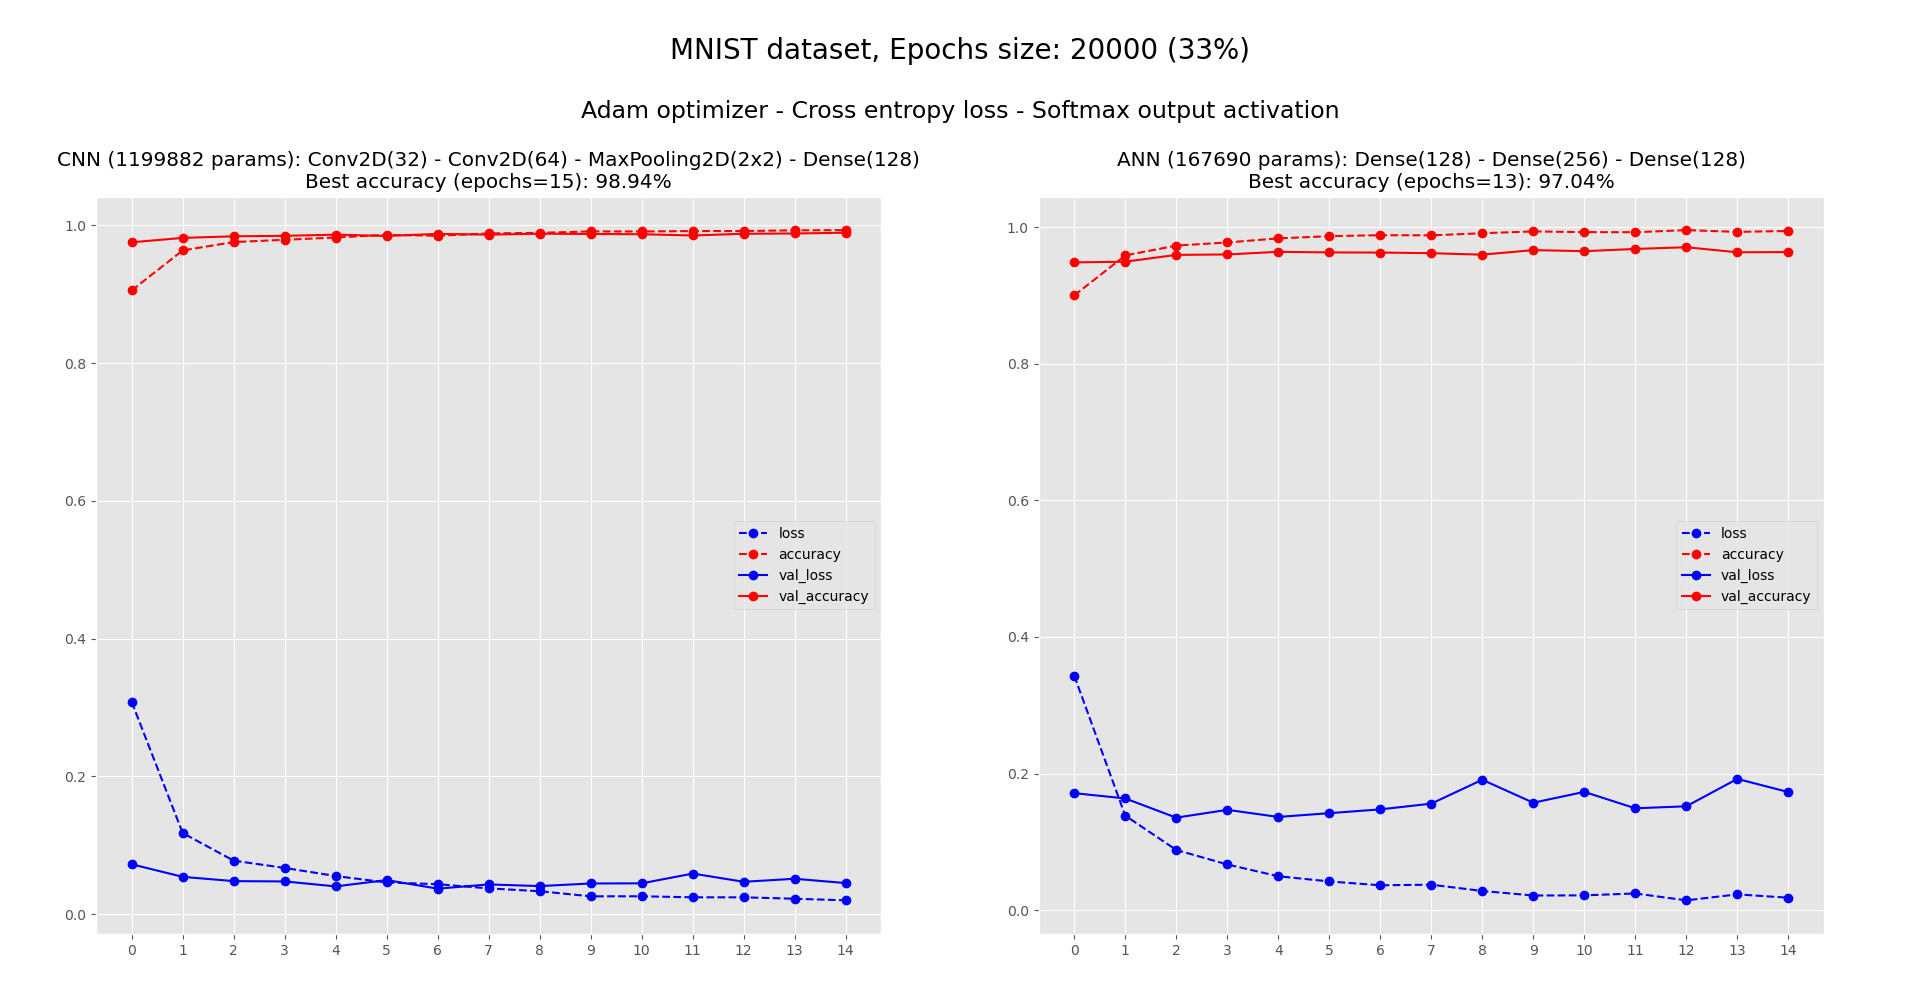 MNIST dataset, Epochs size: 20000 (33%)
Adam optimizer - Cross entropy loss - Softmax output activation
CNN (1199882 params): Conv2D(32) - Conv2D(64) - MaxPooling2D(2x2) - Dense(128)
Best accuracy (epochs=15): 98.94%
1.0
0.8
0.6
0.4
0.2
0.0
loss
accuracy
val_loss
val_accuracy
0 1 2 3 4 5 6 7 8 9 10 11 12 13 14
ANN (167690 params): Dense(128) - Dense(256) - Dense(128)
Best accuracy (epochs=13): 97.04%
1.0
0.8
0.6
0.4
0.2
0.0
loss
accuracy
val_loss
val_accuracy
0 1 2 3 4 5 6 7 8 9 10 11 12 13 14